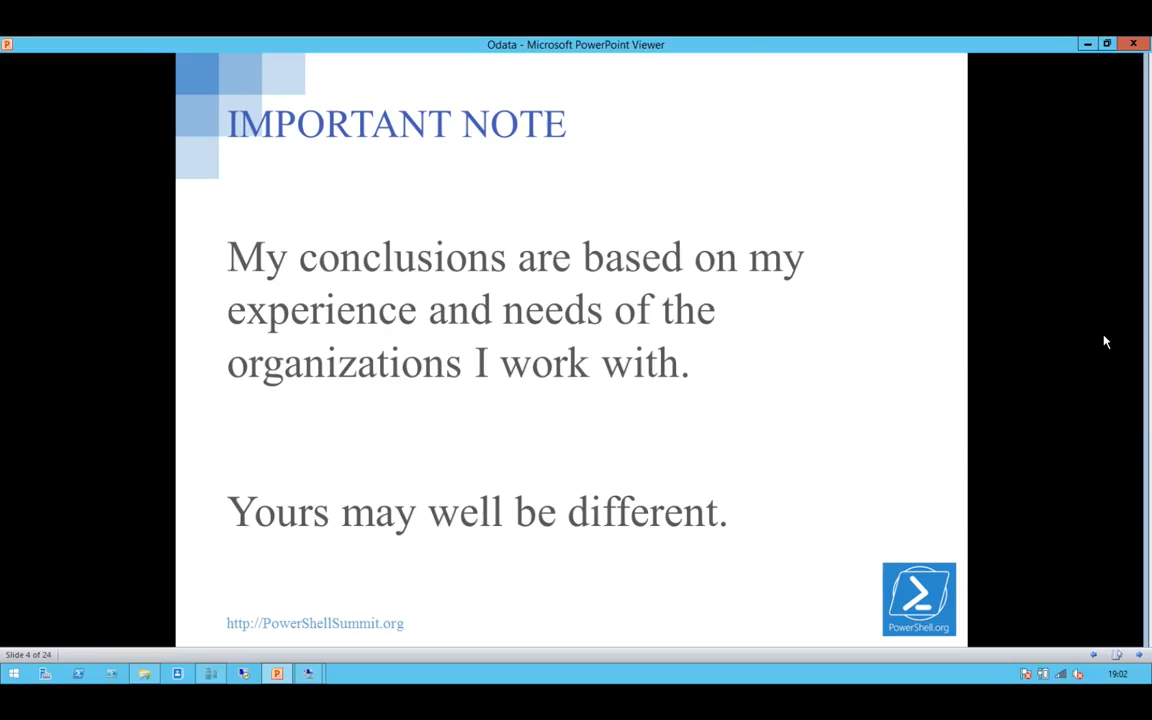 Odata - Microsoft PowerPoint Viewer
IMPORTANT NOTE
My conclusions are based on my
experience and needs of the
organizations I work with.
Yours may well be different.
http://PowerShellSummit.org
PowerShell.org
Slide 4 of 24
19:02